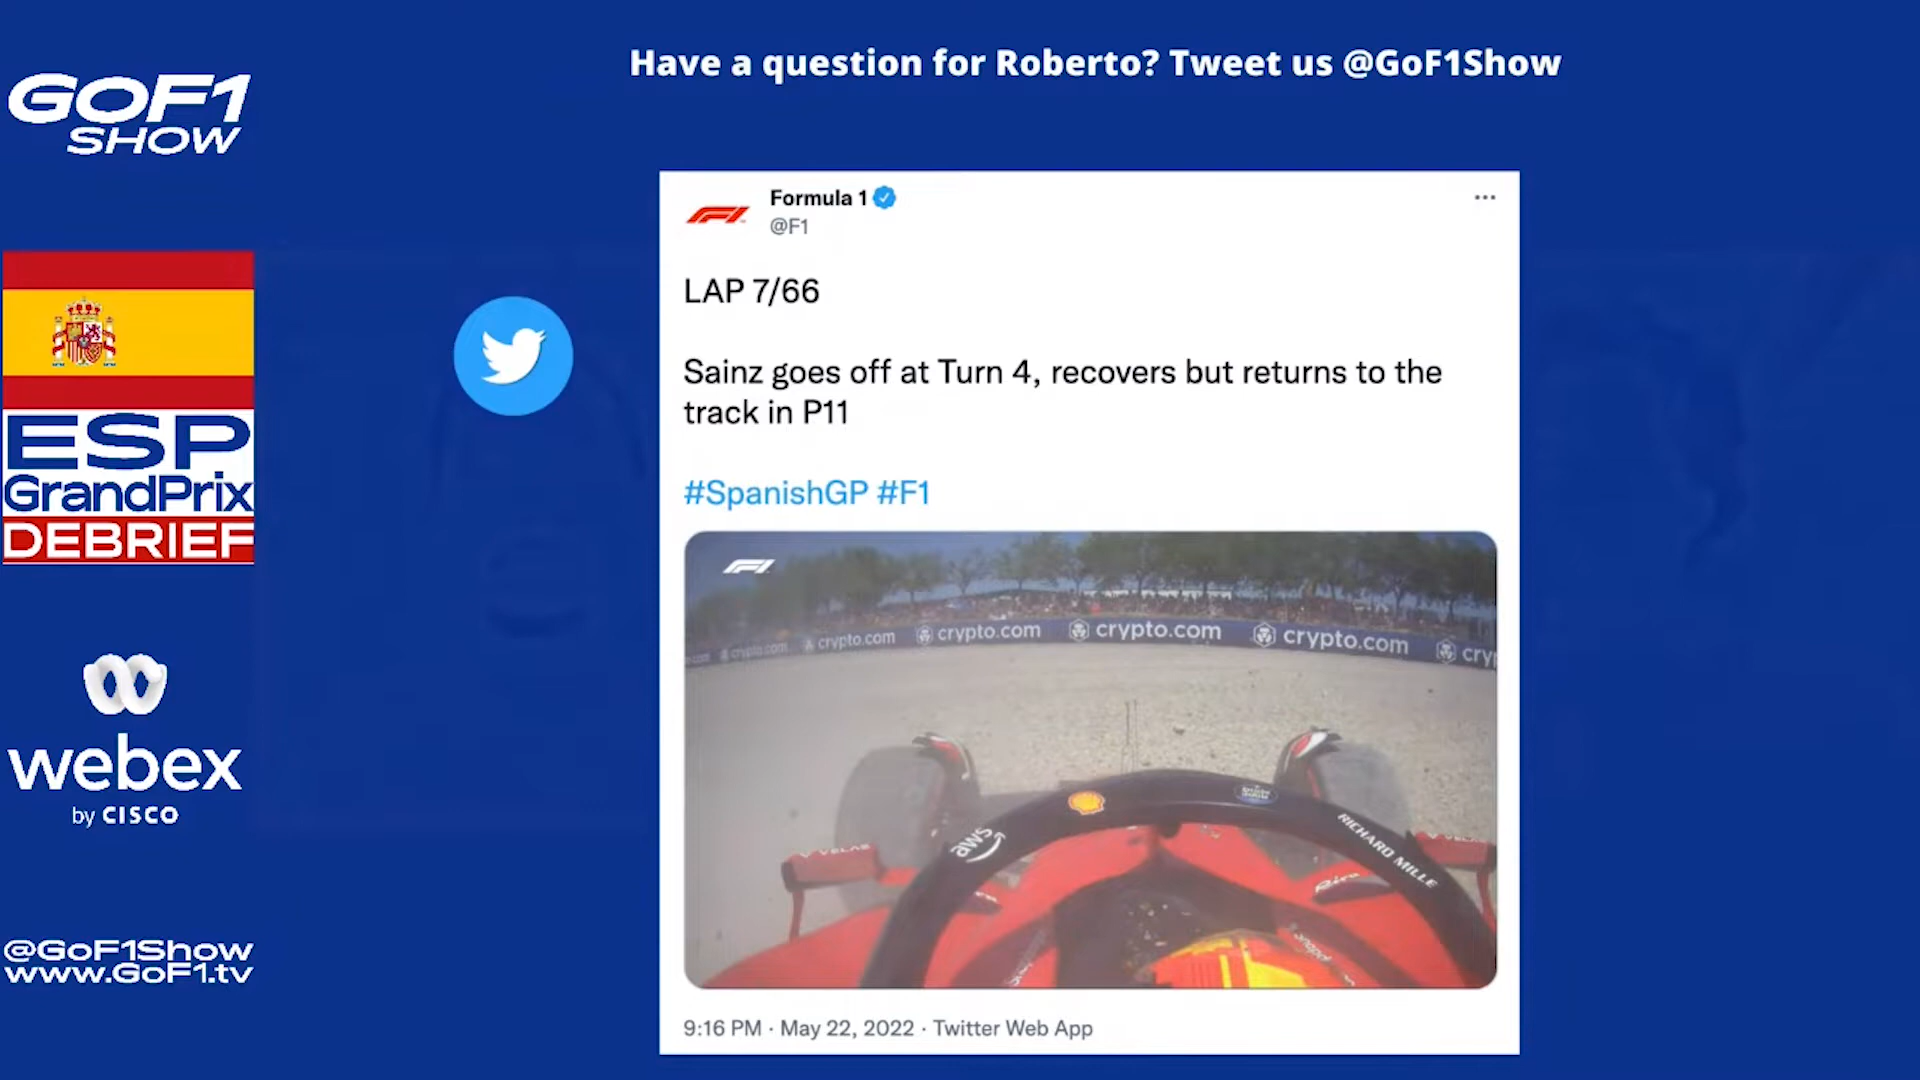 Have a question for Roberto? Tweet us @GoF1Show
GOF1
SHOW
ESP
GrandPrix
DEBRIEF
webex
by CISCO
@GoF1Show
www.GoF1.tv
Formula 1
@F1
LAP 7/66
Sainz goes off at Turn 4, recovers but returns to the
track in P11
#SpanishGP #F1
F1
crypto.com crypto.com crypto.com crypto.com cry
aws
RICHARD MILLE
VELAS
9:16 PM · May 22, 2022 · Twitter Web App